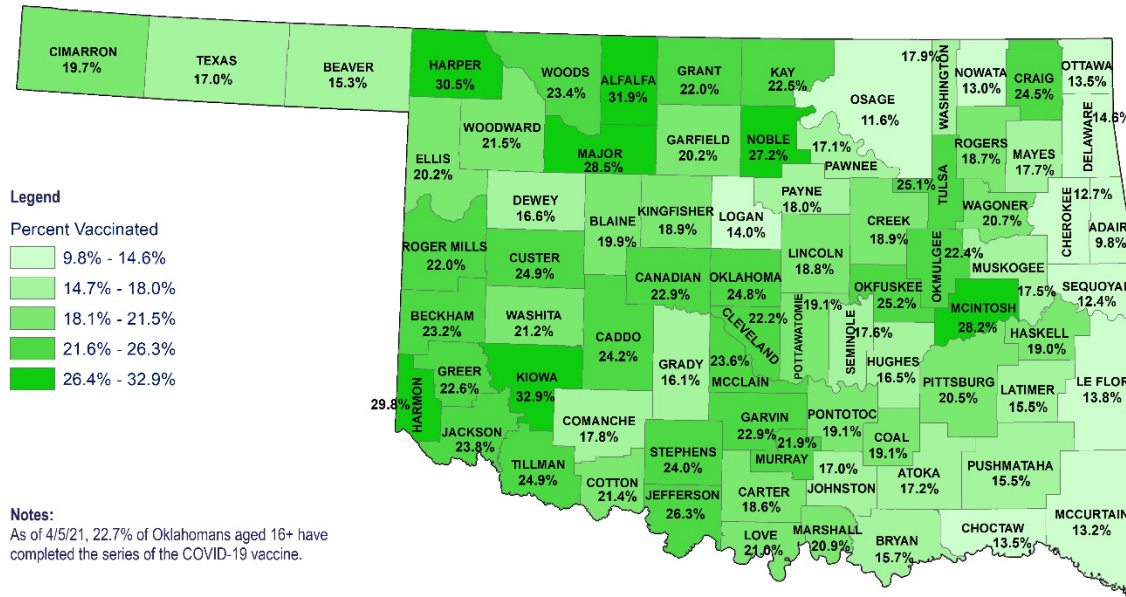 CIMARRON
19.7%
TEXAS
17.0%
BEAVER
15.3%
HARPER
30.5%
WOODS
23.4%
ALFALFA
31.9%
GRANT
22.0%
KAY
22.5%
OSAGE
11.6%
17.9%
WASHINGTON
NOWATA
13.0%
CRAIG
24.5%
OTTAWA
13.5%
DELAWARE
14.6%
WOODWARD
21.5%
MAJOR
28.5%
GARFIELD
20.2%
NOBLE
27.2%
17.1%
PAWNEE
ROGERS
18.7%
MAYES
17.7%
ELLIS
20.2%
DEWEY
16.6%
BLAINE
19.9%
KINGFISHER
18.9%
LOGAN
14.0%
PAYNE
18.0%
CREEK
18.9%
25.1%
TULSA
WAGONER
20.7%
CHEROKEE
12.7%
ADAIR
9.8%
Legend
Percent Vaccinated
9.8% - 14.6%
14.7% - 18.0%
18.1% - 21.5%
21.6% - 26.3%
26.4% - 32.9%
ROGER MILLS
22.0%
CUSTER
24.9%
CANADIAN
22.9%
OKLAHOMA
24.8%
LINCOLN
18.8%
OKFUSKEE
25.2%
OKMULGEE
22.4%
MUSKOGEE
17.5%
SEQUOYAH
12.4%
BECKHAM
23.2%
WASHITA
21.2%
CADDO
24.2%
GRADY
16.1%
22.2%
CLEVELAND
23.6%
MCCLAIN
19.1%
POTTAWATOMIE
SEMINOLE
17.6%
HUGHES
16.5%
MCINTOSH
28.2%
HASKELL
19.0%
PITTSBURG
20.5%
LATIMER
15.5%
LE FLOR
13.8%
29.8%
HARMON
GREER
22.6%
KIOWA
32.9%
JACKSON
23.8%
COMANCHE
17.8%
TILLMAN
24.9%
COTTON
21.4%
STEPHENS
24.0%
GARVIN
22.9%
21.9%
MURRAY
PONTOTOC
19.1%
COAL
19.1%
JEFFERSON
26.3%
CARTER
18.6%
17.0%
JOHNSTON
ATOKA
17.2%
PUSHMATAHA
15.5%
LOVE
21.0%
MARSHALL
20.9%
BRYAN
15.7%
CHOCTAW
13.5%
MCCURTAIN
13.2%
Notes:
As of 4/5/21, 22.7% of Oklahomans aged 16+ have
completed the series of the COVID-19 vaccine.